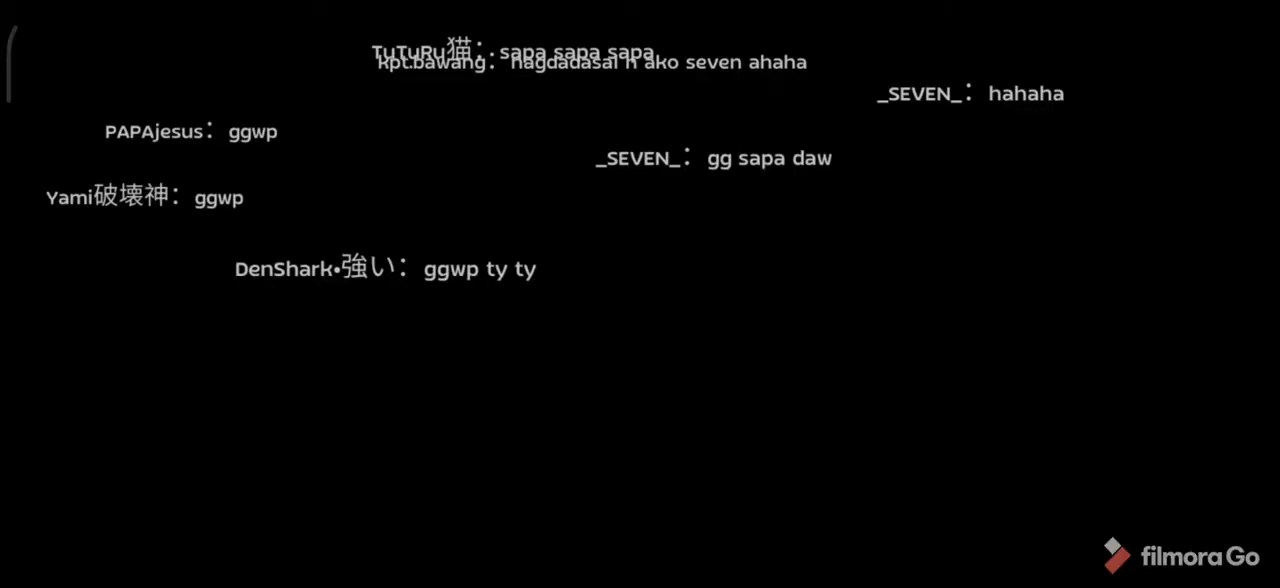 TuTuRu猫： sapa sapa sapa
kpt.bawang： nagdadasal n ako seven ahaha
_SEVEN_： hahaha
PAPAjesus： ggwp
_SEVEN_： gg sapa daw
Yami破壊神： ggwp
DenShark•強い： ggwp ty ty
filmoraGo